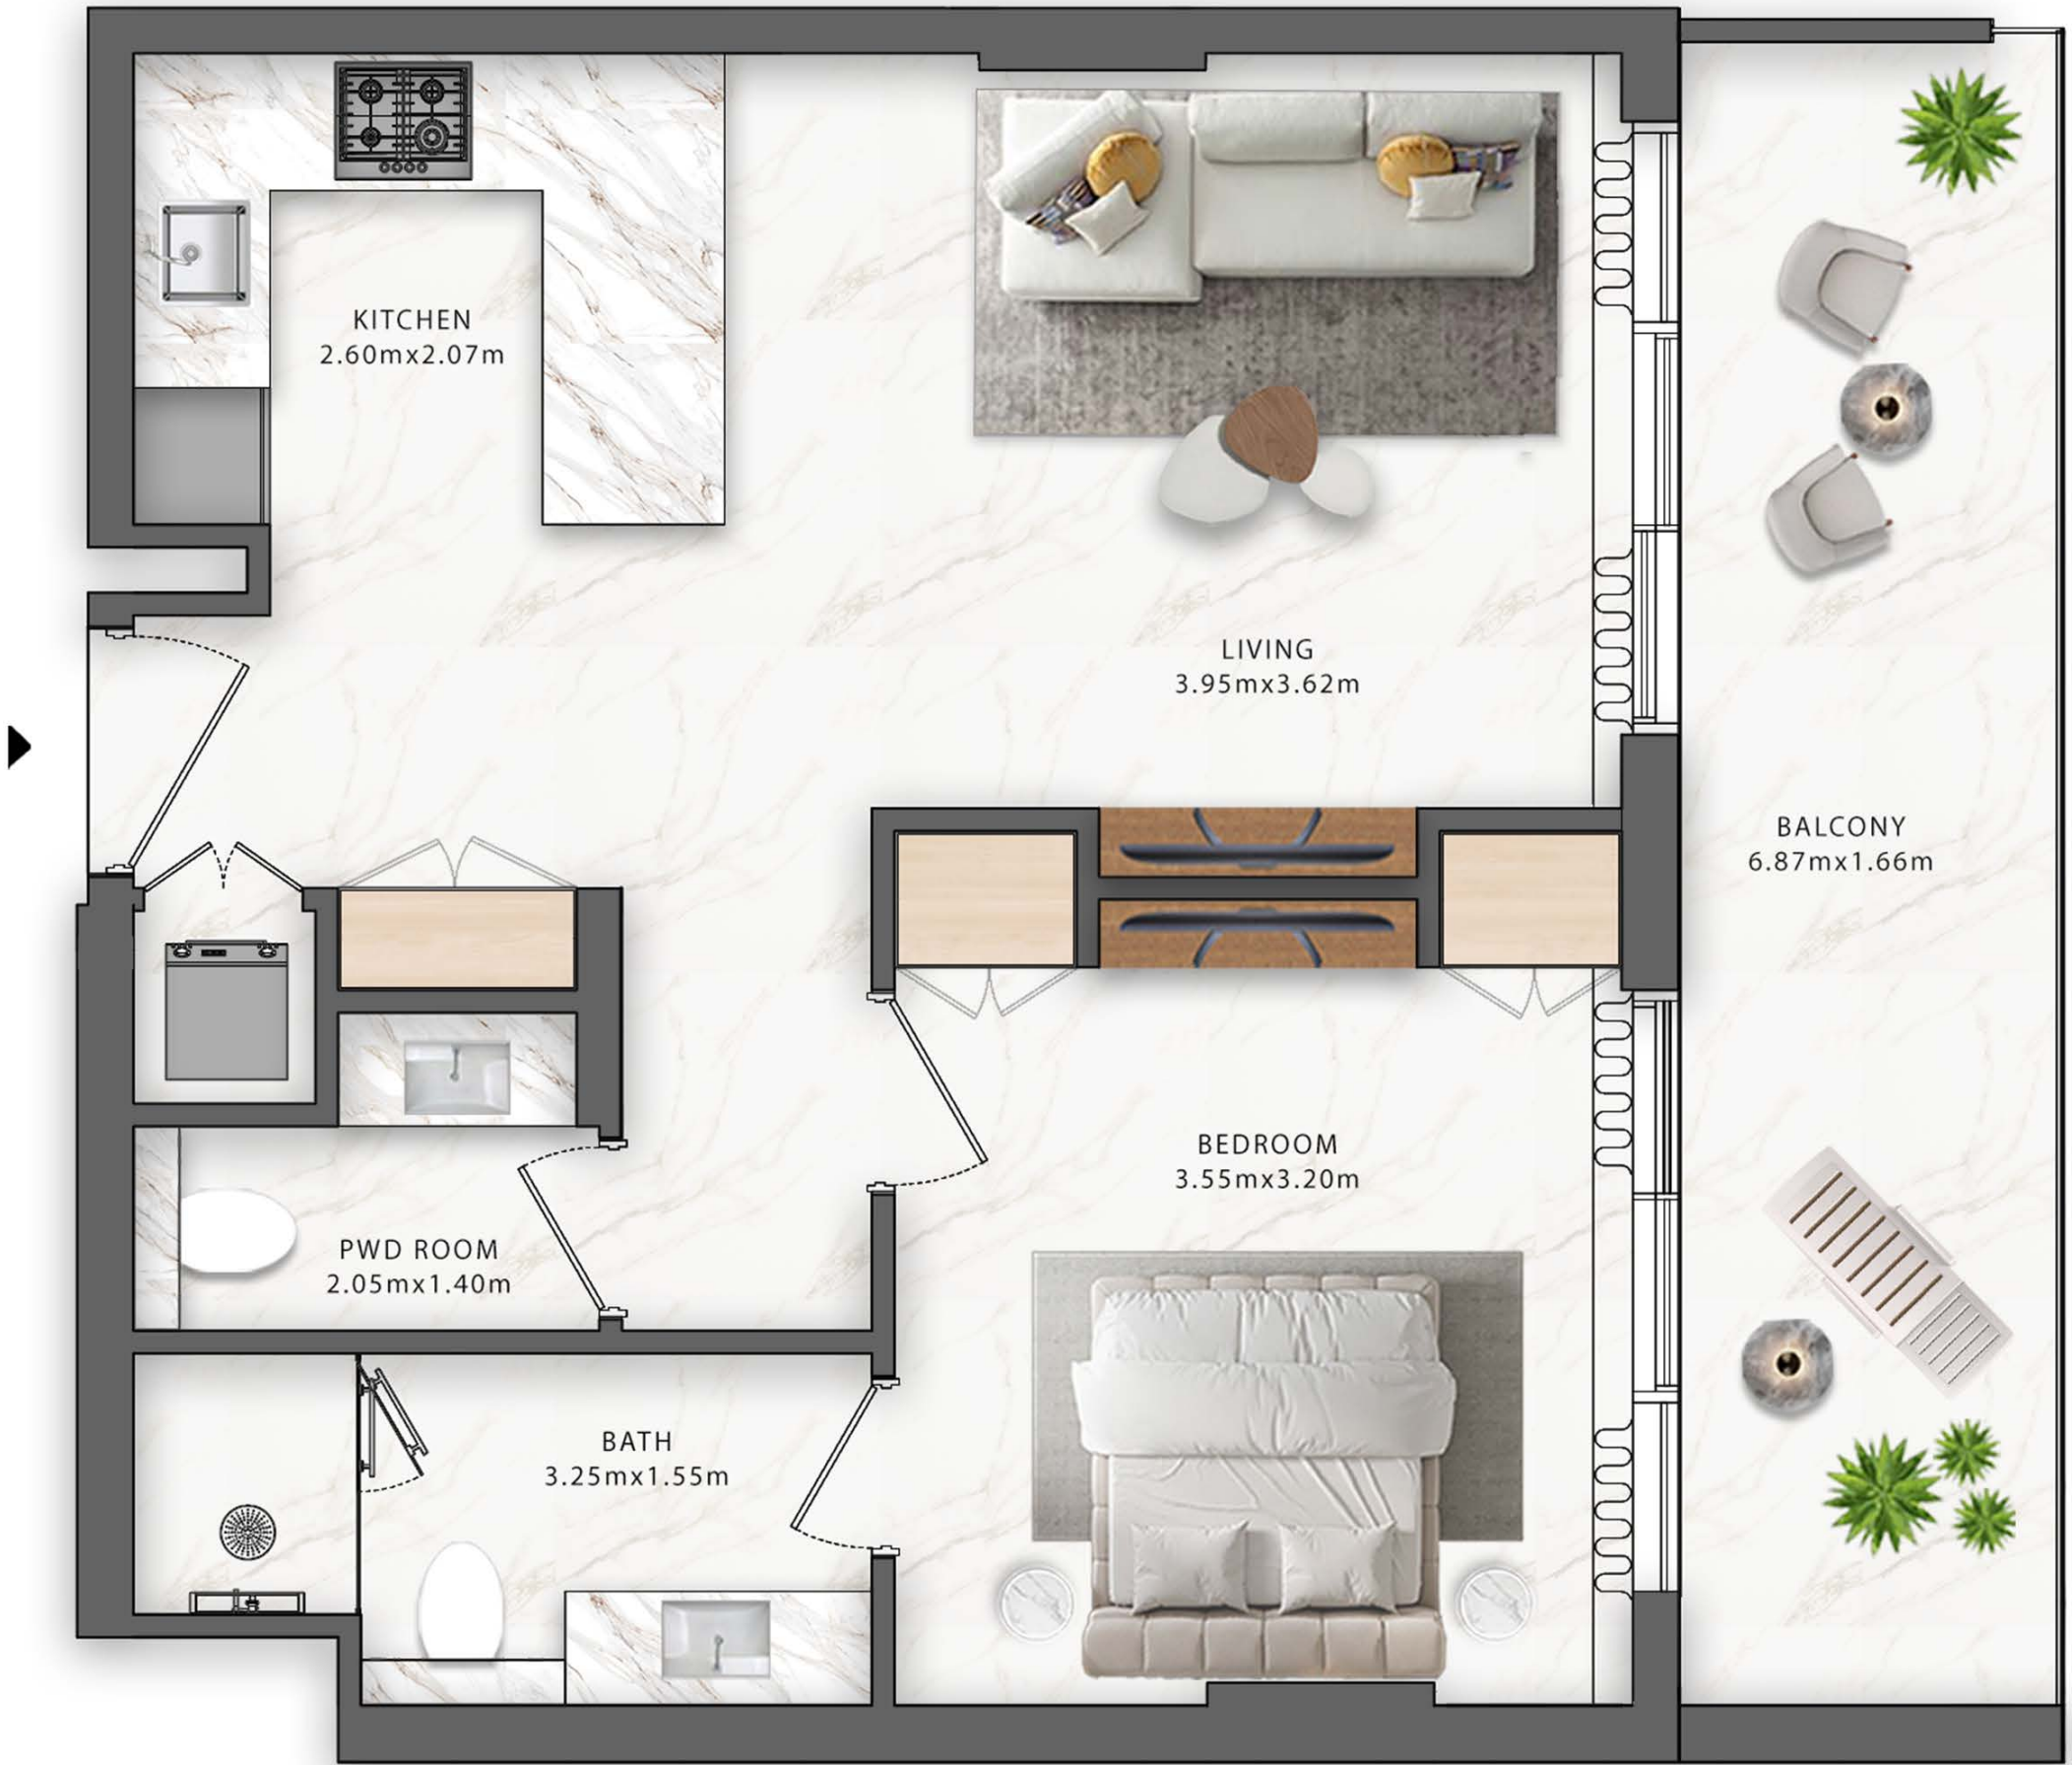 KITCHEN
2.60mx2.07m
LIVING
3.95mx3.62m
BALCONY
6.87mx1.66m
BEDROOM
3.55mx3.20m
PWD ROOM
2.05mx1.40m
BATH
3.25mx1.55m